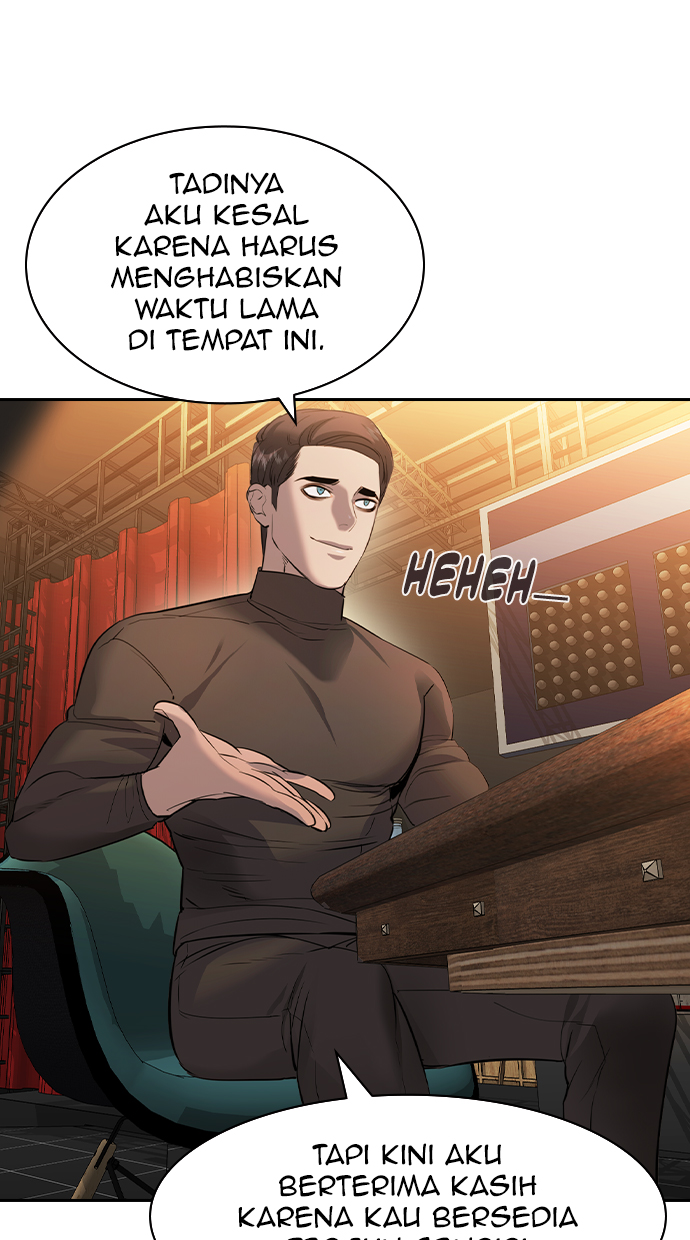 TADINYA
AKU KESAL
KARENA HARUS
MENGHABISKAN
WAKTU LAMA
DI TEMPAT INI.
HEHEH_
TAPI KINI AKU
BERTERIMA KASIH
KARENA KAU BERSEDIA